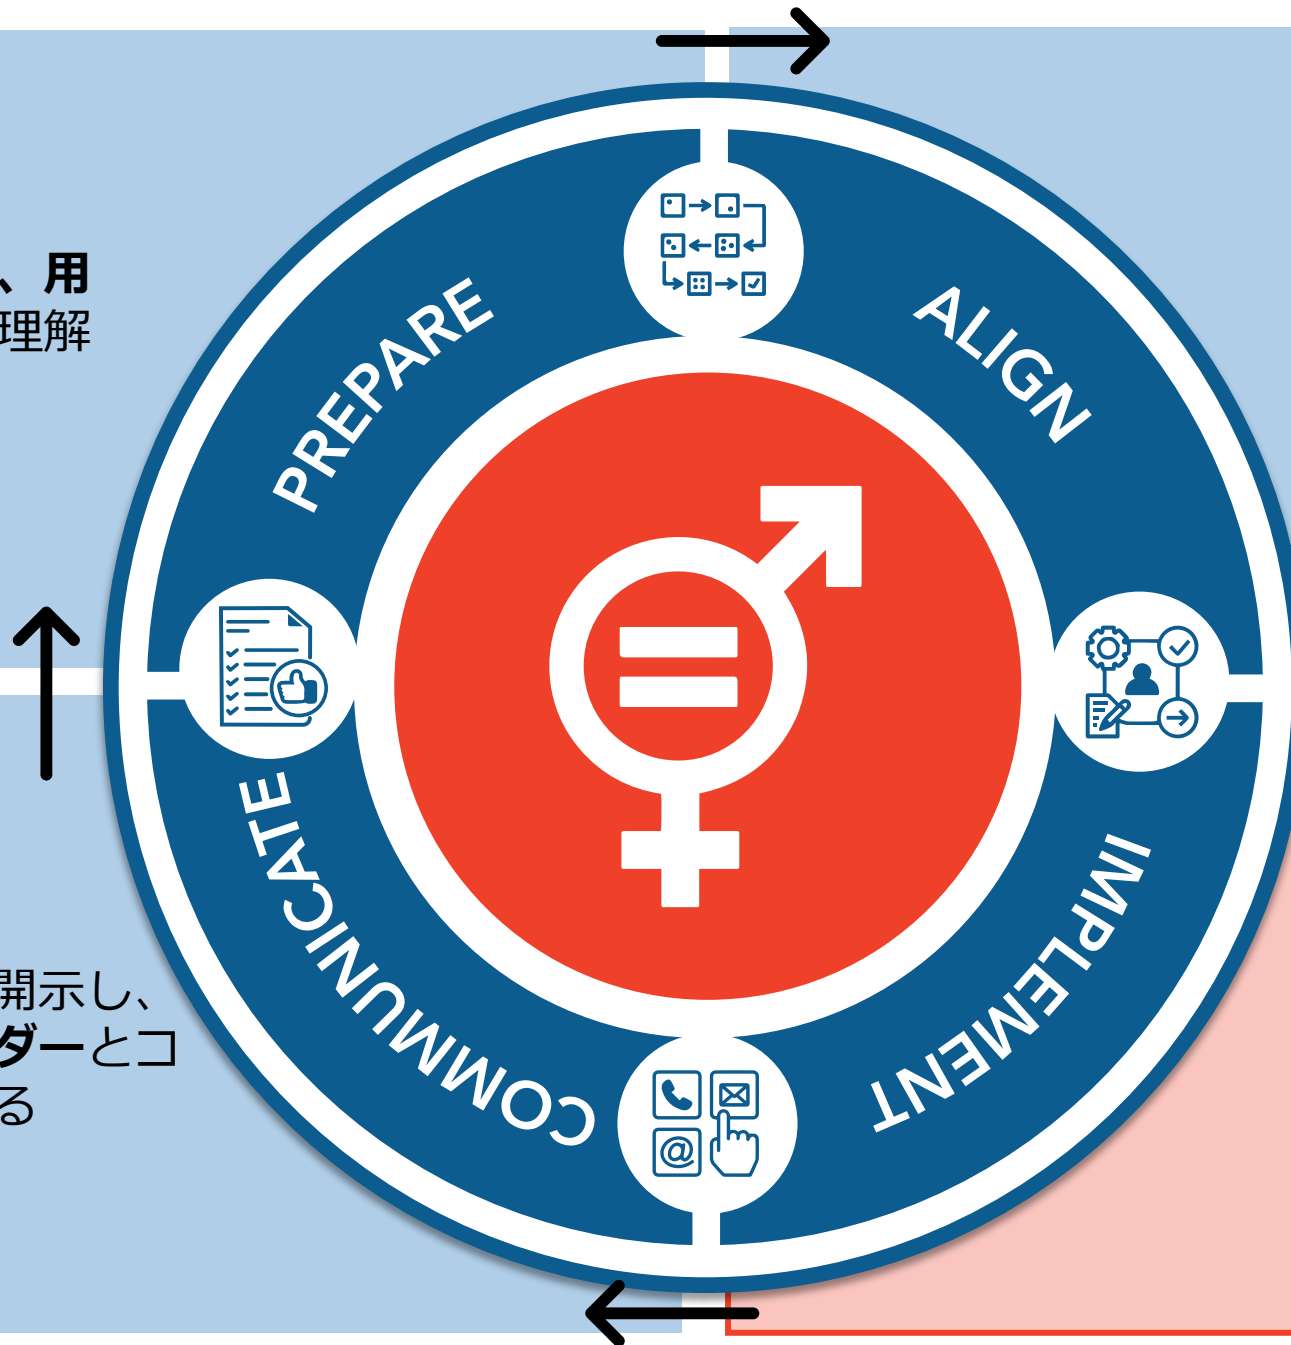 、用
理解
PREPARE
ALIGN
開示し、
ダーとコ
る
COMMUNICATE
IMPLEMENT
@